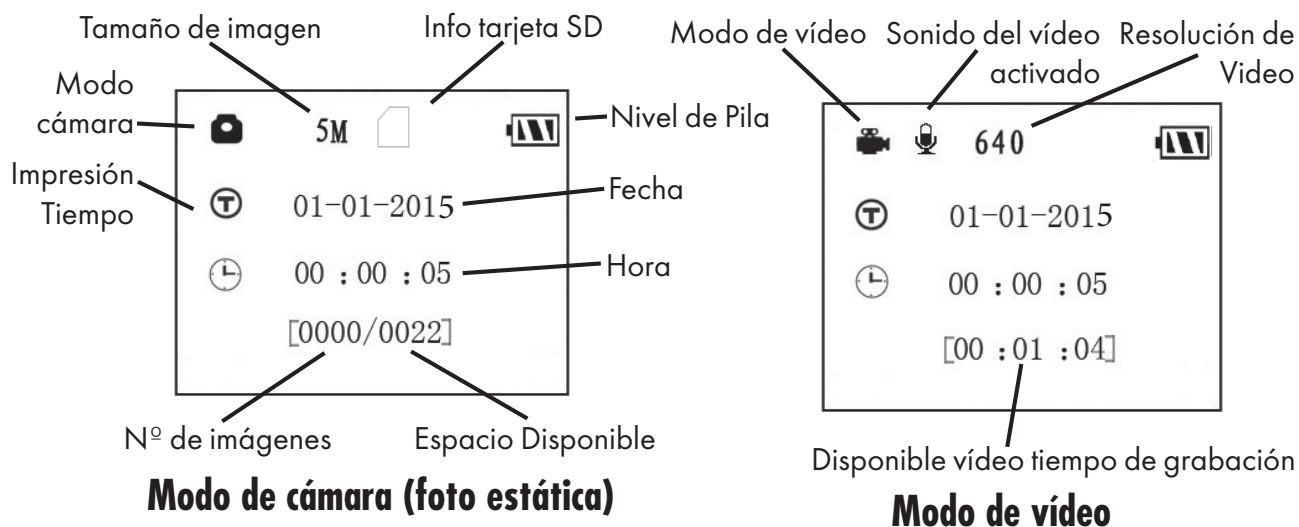 Tamaño de imagen
Info tarjeta SD
Modo
cámara
5M
Nivel de Pila
Impresión
Tiempo
T
01-01-2015
Fecha
00 : 00 : 05
Hora
[0000/0022]
Nº de imágenes
Espacio Disponible
Modo de cámara (foto estática)
Modo de vídeo
Sonido del vídeo
activado
Resolución de
Video
640
T
01-01-2015
00 : 00 : 05
[00 :01 :04]
Disponible vídeo tiempo de grabación
Modo de vídeo